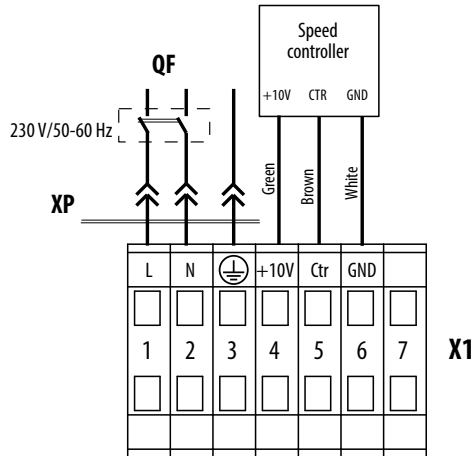 Speed
controller
+10V CTR GND
QF
230 V/50-60 Hz
Green
Brown
White
XP
L N +10V Ctr GND
1 2 3 4 5 6 7
X1